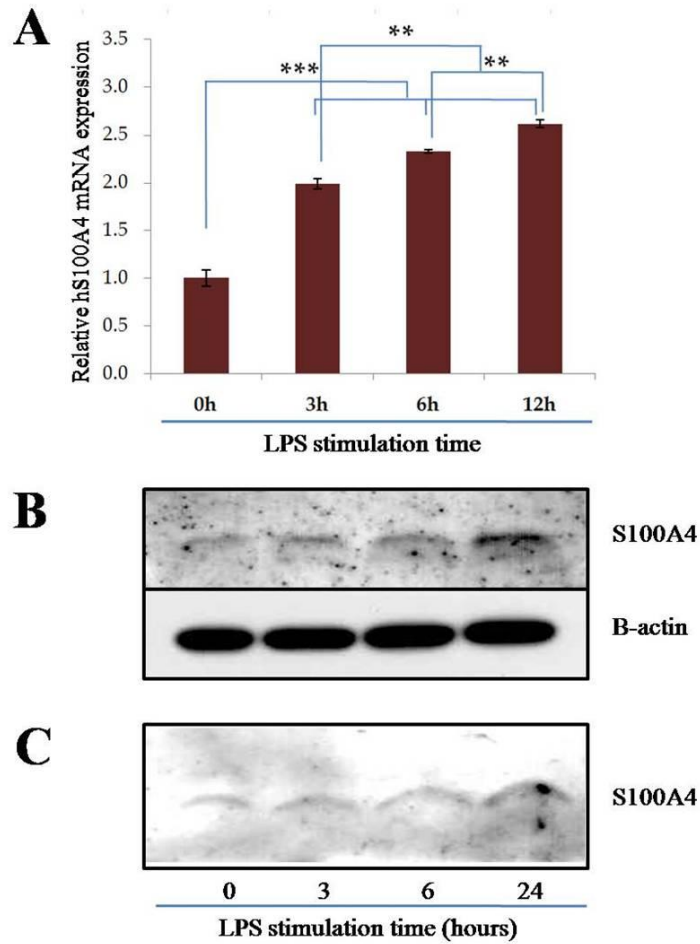 A
Relative hS100A4 mRNA expression
3.5
3.0
2.5
2.0
1.5
1.0
0.5
0.0
**
***
**
0h 3h 6h 12h
LPS stimulation time
B
S100A4
B-actin
C
S100A4
0 3 6 24
LPS stimulation time (hours)